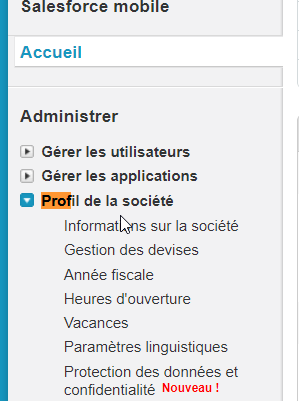 Salesforce mobile
Accueil
Administrer
Gérer les utilisateurs
Gérer les applications
Profil de la société
Informations sur la société
Gestion des devises
Année fiscale
Heures d'ouverture
Vacances
Paramètres linguistiques
Protection des données et
confidentialité Nouveau !